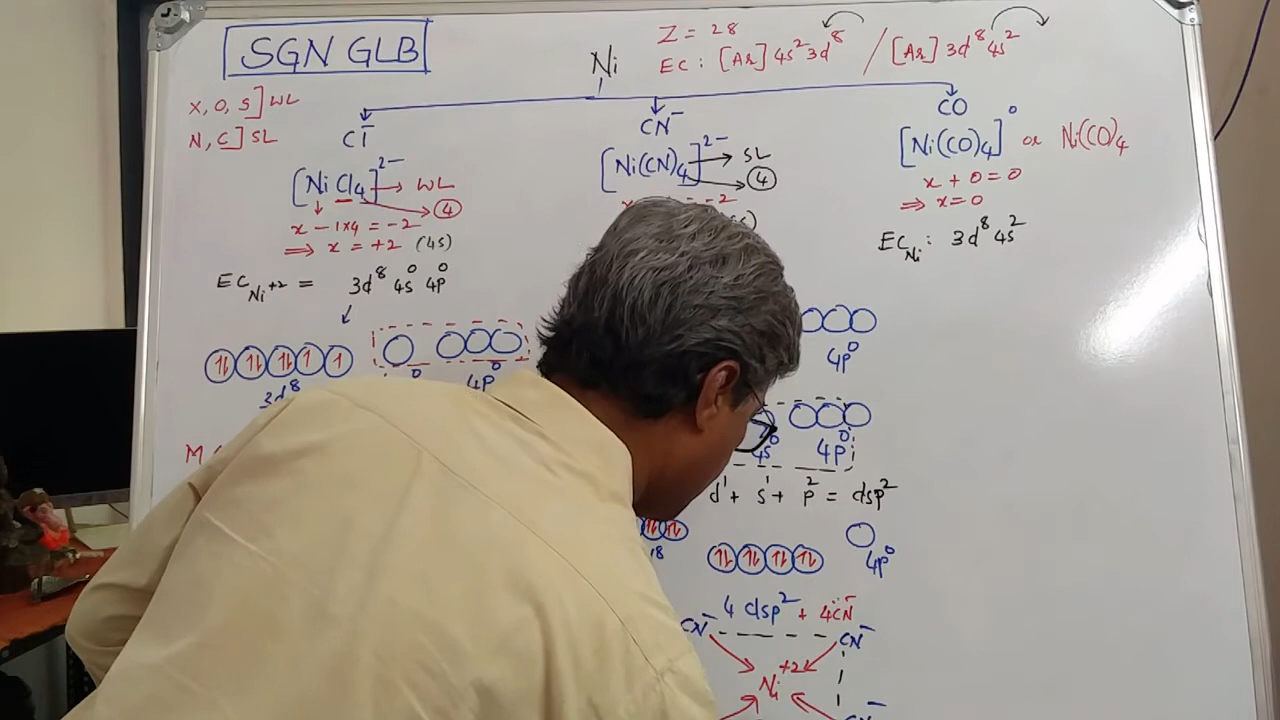 SGN GLB
Ni
Z = 28
EC : [Ar] 4s² 3d⁸ / [Ar] 3d⁸ 4s²
X, O, S ] WL
N, C ] SL
Cl⁻
[NiCl₄]²⁻ → WL
→ ④
x - 1×4 = -2
⇒ x = +2 (4s)
EC Ni+2 = 3d⁸ 4s⁰ 4p⁰
3d⁸
4p⁰
CN⁻
[Ni(CN)₄]²⁻ → SL
→ ④
4p⁰
4s⁰ 4p⁰
d¹ + s¹ + p² = dsp²
4p⁰
4 dsp² + 4CN⁻
CN⁻ CN⁻
Ni+2
CO
[Ni(CO)₄]⁰ or Ni(CO)₄
x + 0 = 0
⇒ x = 0
EC Ni : 3d⁸ 4s²